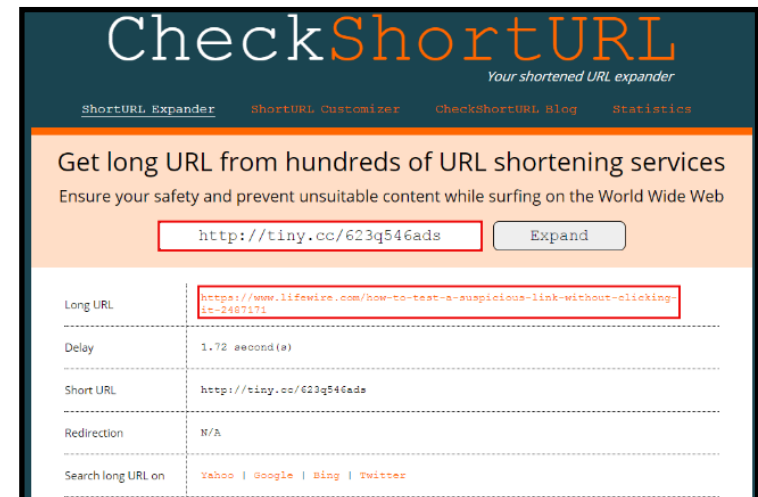 CheckShortURL
Your shortened URL expander
ShortURL Expander ShortURL Customizer CheckShortURL Blog Statistics
Get long URL from hundreds of URL shortening services
Ensure your safety and prevent unsuitable content while surfing on the World Wide Web
http://tiny.cc/623q546ads Expand
Long URL https://www.lifewire.com/how-to-test-a-suspicious-link-without-clicking-
it-2487171
Delay 1.72 second(s)
Short URL http://tiny.cc/623q546ads
Redirection N/A
Search long URL on Yahoo | Google | Bing | Twitter